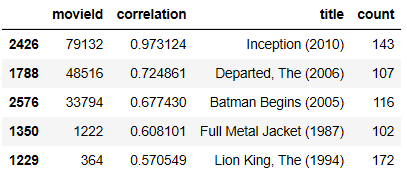 movieId correlation title count
2426 79132 0.973124 Inception (2010) 143
1788 48516 0.724861 Departed, The (2006) 107
2576 33794 0.677430 Batman Begins (2005) 116
1350 1222 0.608101 Full Metal Jacket (1987) 102
1229 364 0.570549 Lion King, The (1994) 172